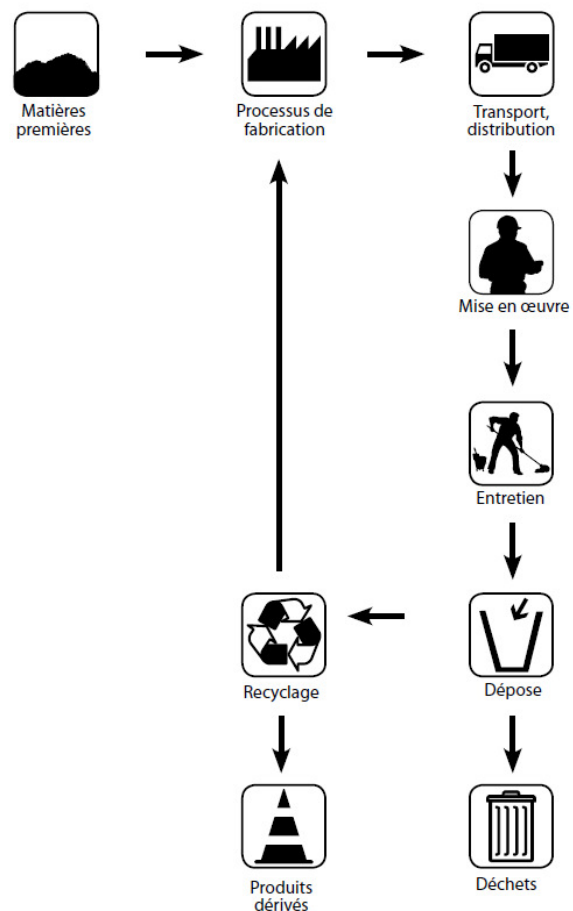 Matières
premières
Processus de
fabrication
Transport,
distribution
Mise en œuvre
Entretien
Recyclage
Dépose
Produits
dérivés
Déchets